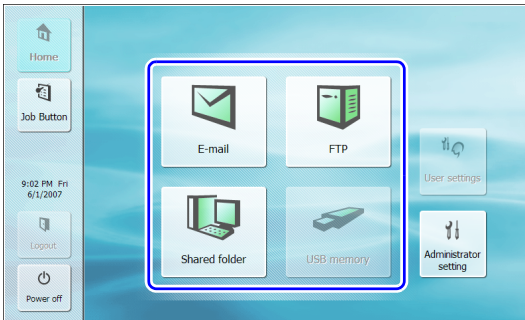 Home
Job Button
9:02 PM Fri
6/1/2007
Logout
Power off
E-mail
FTP
Shared folder
USB memory
User settings
Administrator
setting